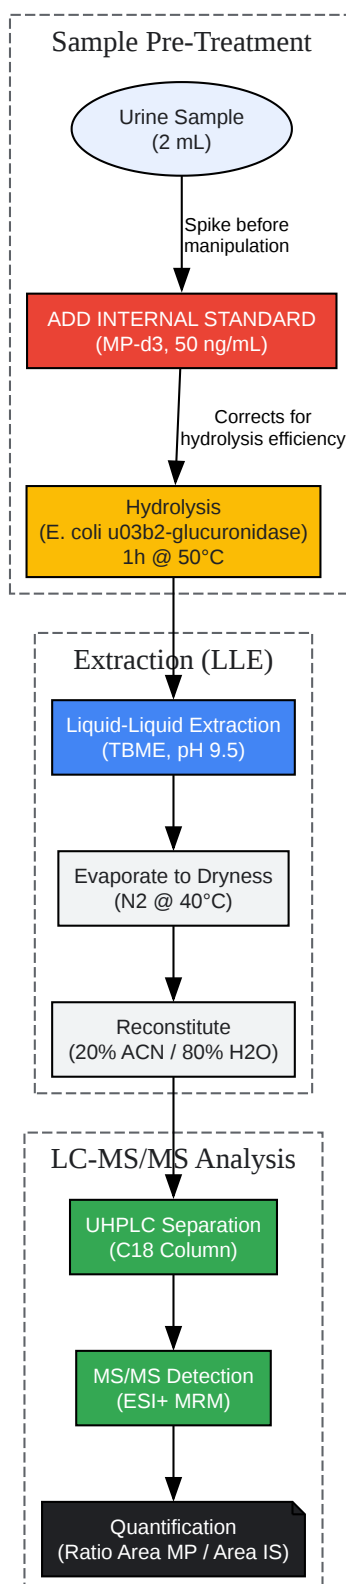 Sample Pre-Treatment
Urine Sample
(2 mL)
Spike before
manipulation
ADD INTERNAL STANDARD
(MP-d3, 50 ng/mL)
Corrects for
hydrolysis efficiency
Hydrolysis
(E. coli u03b2-glucuronidase)
1h @ 50°C
Extraction (LLE)
Liquid-Liquid Extraction
(TBME, pH 9.5)
Evaporate to Dryness
(N2 @ 40°C)
Reconstitute
(20% ACN / 80% H2O)
LC-MS/MS Analysis
UHPLC Separation
(C18 Column)
MS/MS Detection
(ESI+ MRM)
Quantification
(Ratio Area MP / Area IS)